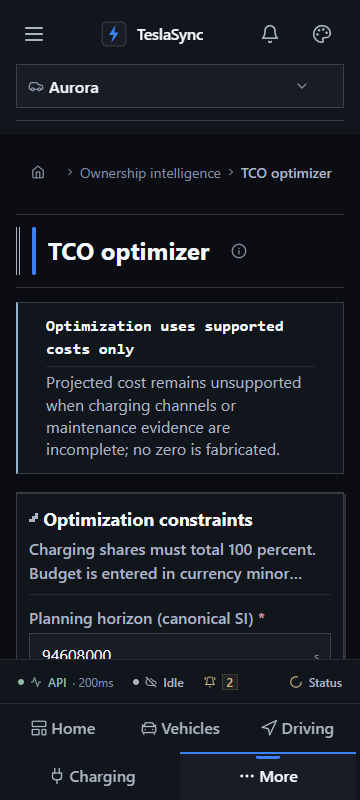 TeslaSync
Aurora
Ownership intelligence > TCO optimizer
TCO optimizer
Optimization uses supported
costs only
Projected cost remains unsupported
when charging channels or
maintenance evidence are
incomplete; no zero is fabricated.
Optimization constraints
Charging shares must total 100 percent.
Budget is entered in currency minor...
Planning horizon (canonical SI) *
94608000 s
API · 200ms Idle 2 Status
Home Vehicles Driving
Charging More